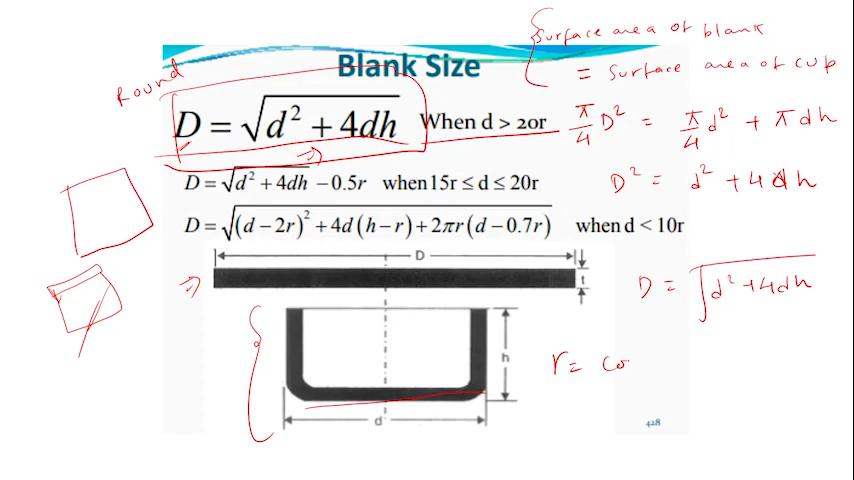 Surface area of blank
= Surface area of cup
Round
Blank Size
D = √d² + 4dh When d > 20r
π/4 D² = π/4 d² + π dh
D = √d² + 4dh − 0.5r when 15r ≤ d ≤ 20r
D² = d² + 4dh
D = √(d − 2r)² + 4d(h − r) + 2πr(d − 0.7r) when d < 10r
D
t
D = √d² + 4dh
h
r = co
d
428